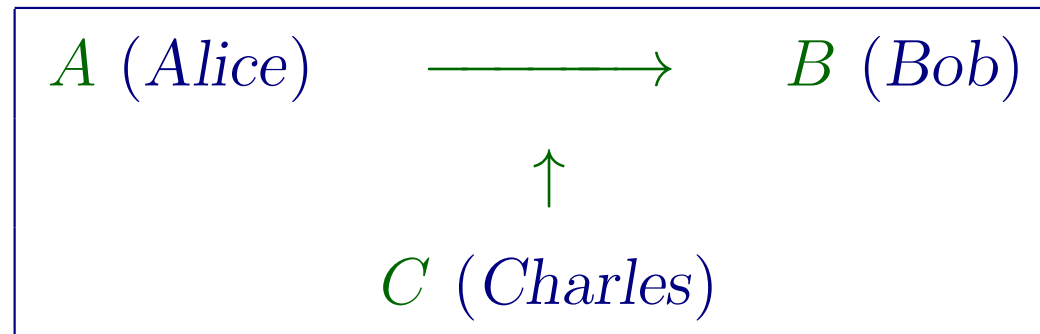 A (Alice) ⟶ B (Bob)
↑
C (Charles)